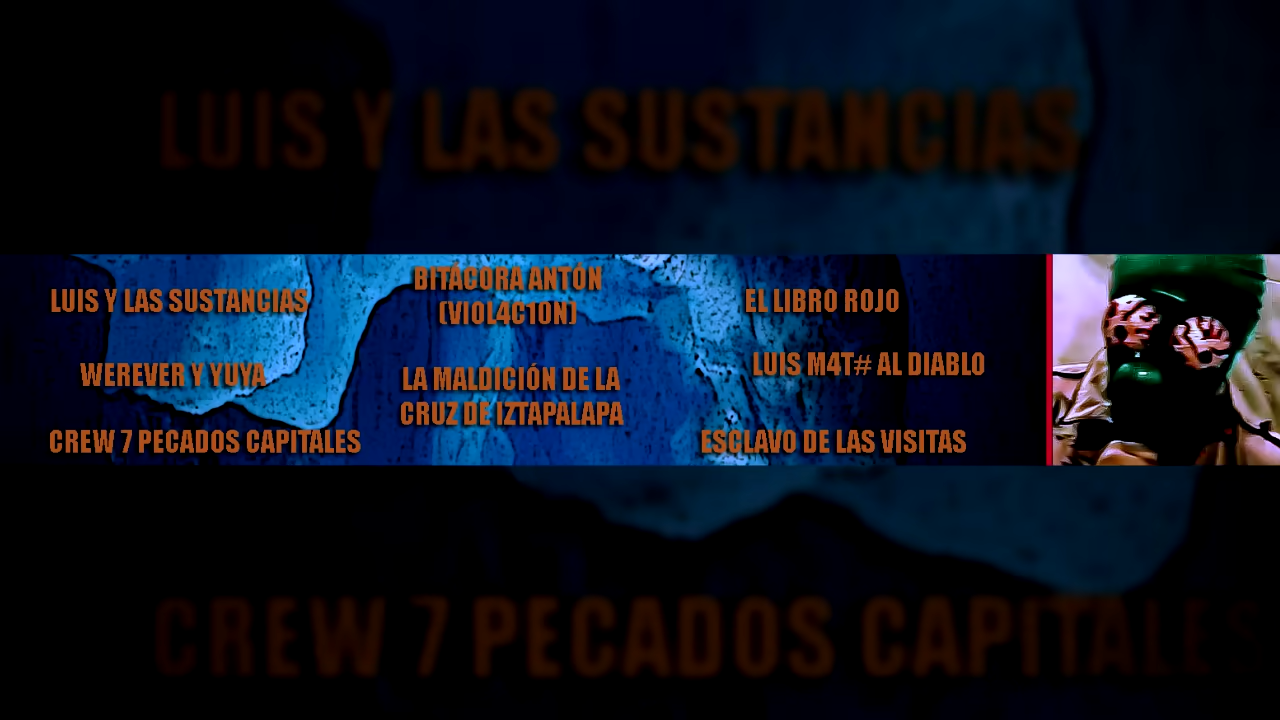 LUIS Y LAS SUSTANCIAS
LUIS Y LAS SUSTANCIAS
WEREVER Y YUYA
CREW 7 PECADOS CAPITALES
BITÁCORA ANTÓN
(VIOL4C10N)
LA MALDICIÓN DE LA
CRUZ DE IZTAPALAPA
EL LIBRO ROJO
LUIS M4T# AL DIABLO
ESCLAVO DE LAS VISITAS
CREW 7 PECADOS CAPITALES